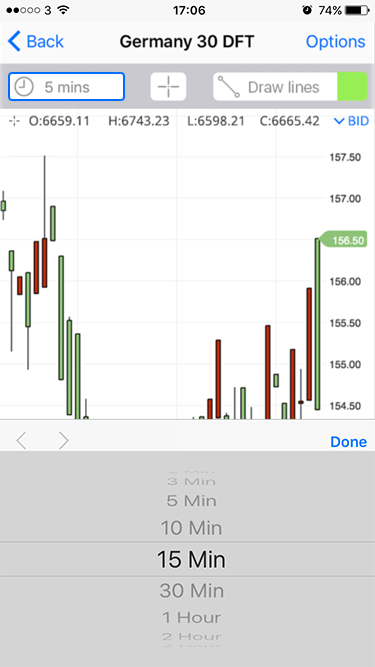 3 17:06 74%
Back Germany 30 DFT Options
5 mins Draw lines
O:6659.11 H:6743.23 L:6598.21 C:6665.42 BID
157.50
157.00
156.50
156.00
155.50
155.00
154.50
Done
2 Min
3 Min
5 Min
10 Min
15 Min
30 Min
1 Hour
2 Hour